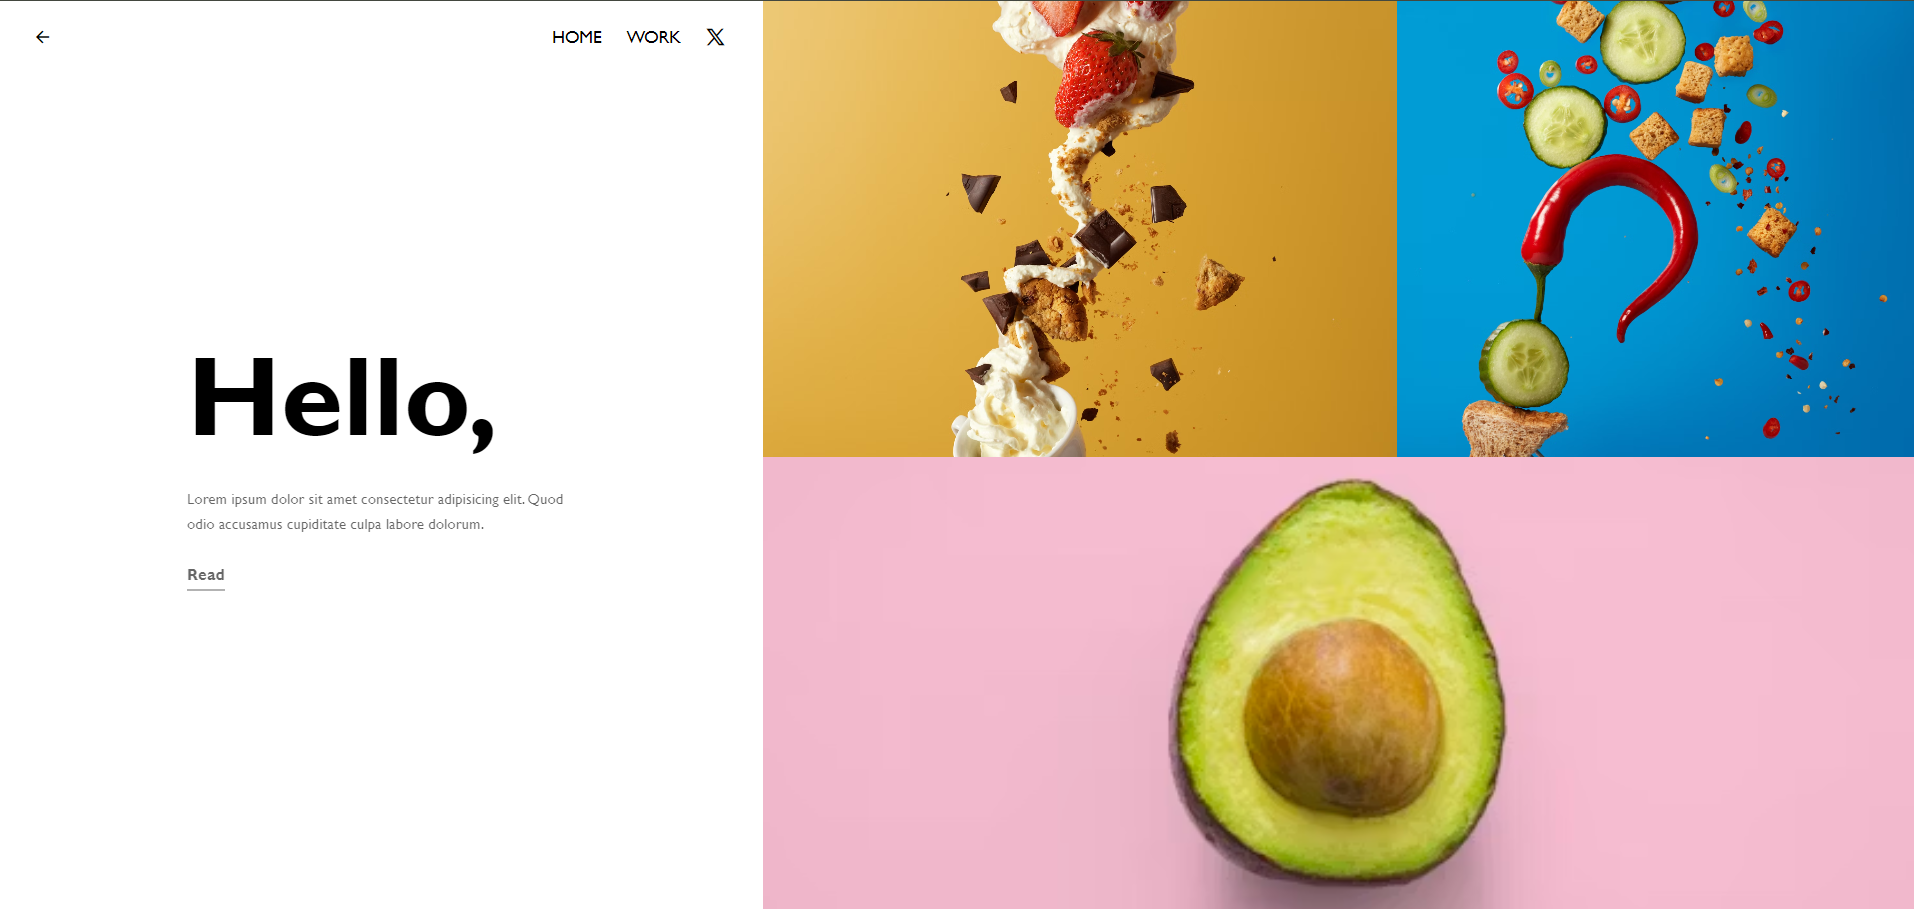 HOME WORK
Hello,
Lorem ipsum dolor sit amet consectetur adipisicing elit. Quod
odio accusamus cupiditate culpa labore dolorum.
Read